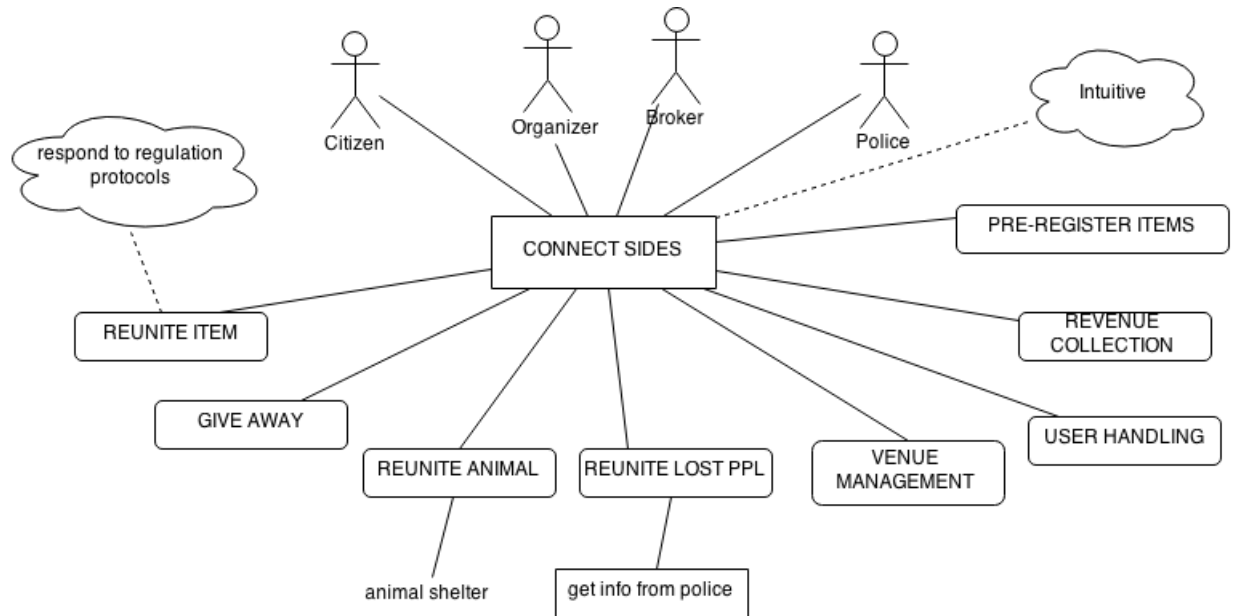 Citizen
Organizer
Broker
Police
Intuitive
respond to regulation
protocols
CONNECT SIDES
PRE-REGISTER ITEMS
REUNITE ITEM
REVENUE
COLLECTION
GIVE AWAY
USER HANDLING
REUNITE ANIMAL
REUNITE LOST PPL
VENUE
MANAGEMENT
animal shelter
get info from police